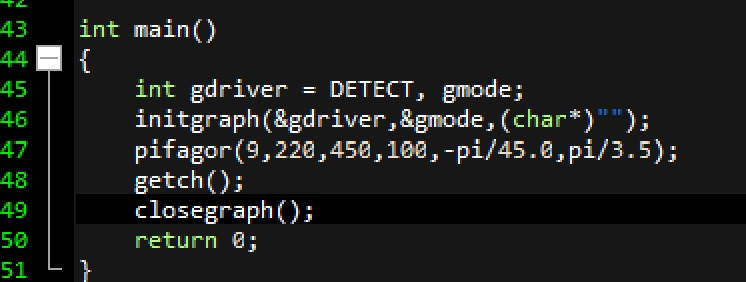 43 int main()
44 {
45 int gdriver = DETECT, gmode;
46 initgraph(&gdriver,&gmode,(char*)"");
47 pifagor(9,220,450,100,-pi/45.0,pi/3.5);
48 getch();
49 closegraph();
50 return 0;
51 }